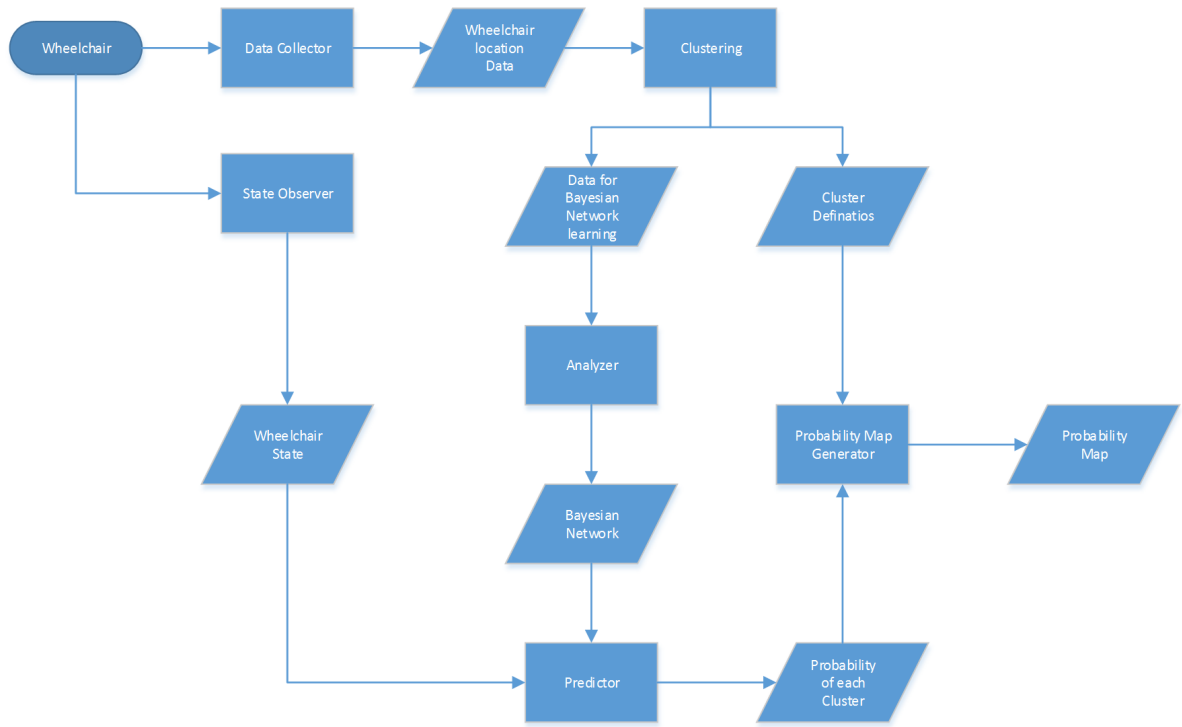 Wheelchair
Data Collector
Wheelchair
location
Data
Clustering
State Observer
Data for
Bayesian
Network
learning
Cluster
Definatios
Analyzer
Wheelchair
State
Probability Map
Generator
Probability
Map
Bayesian
Network
Predictor
Probability
of each
Cluster